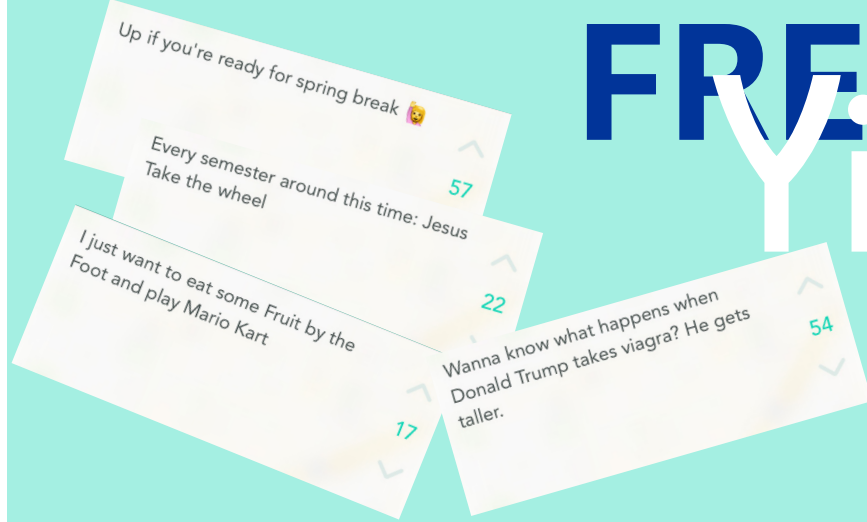 Up if you're ready for spring break 🙋
57
Every semester around this time: Jesus
Take the wheel
22
I just want to eat some Fruit by the
Foot and play Mario Kart
17
FRE
Yi
Wanna know what happens when
Donald Trump takes viagra? He gets
taller.
54